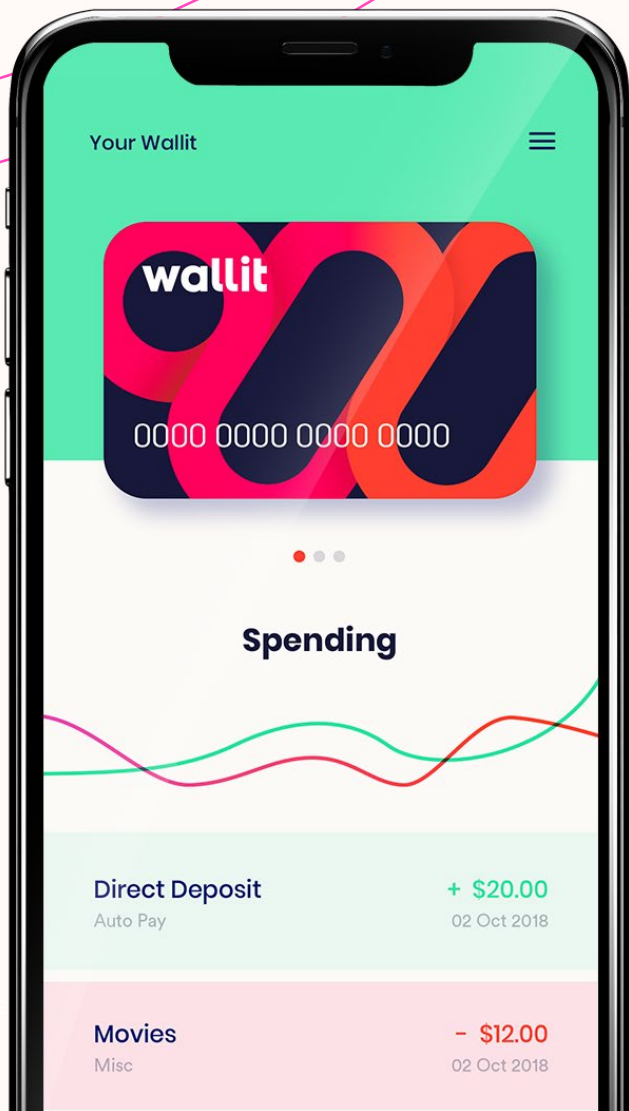 Your Wallit
wallit
0000 0000 0000 0000
Spending
Direct Deposit
+ $20.00
Auto Pay
02 Oct 2018
Movies
- $12.00
Misc
02 Oct 2018